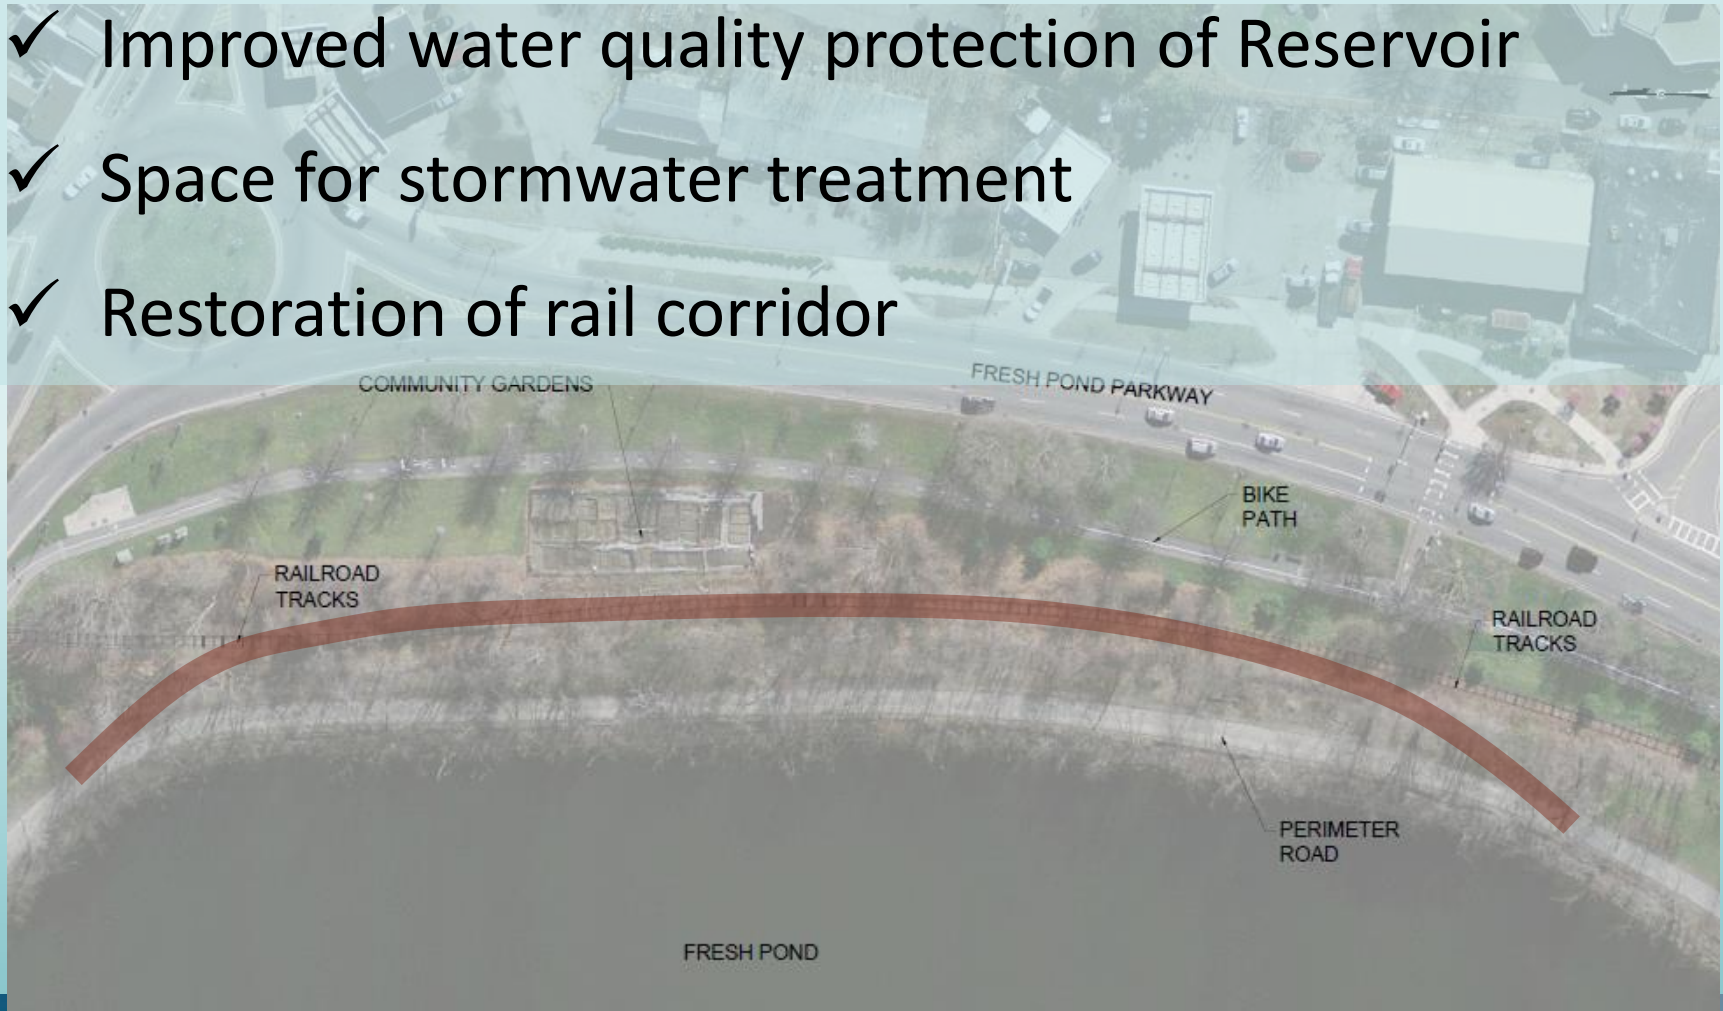 ✓ Improved water quality protection of Reservoir
✓ Space for stormwater treatment
✓ Restoration of rail corridor
COMMUNITY GARDENS
FRESH POND PARKWAY
BIKE
PATH
RAILROAD
TRACKS
RAILROAD
TRACKS
PERIMETER
ROAD
FRESH POND